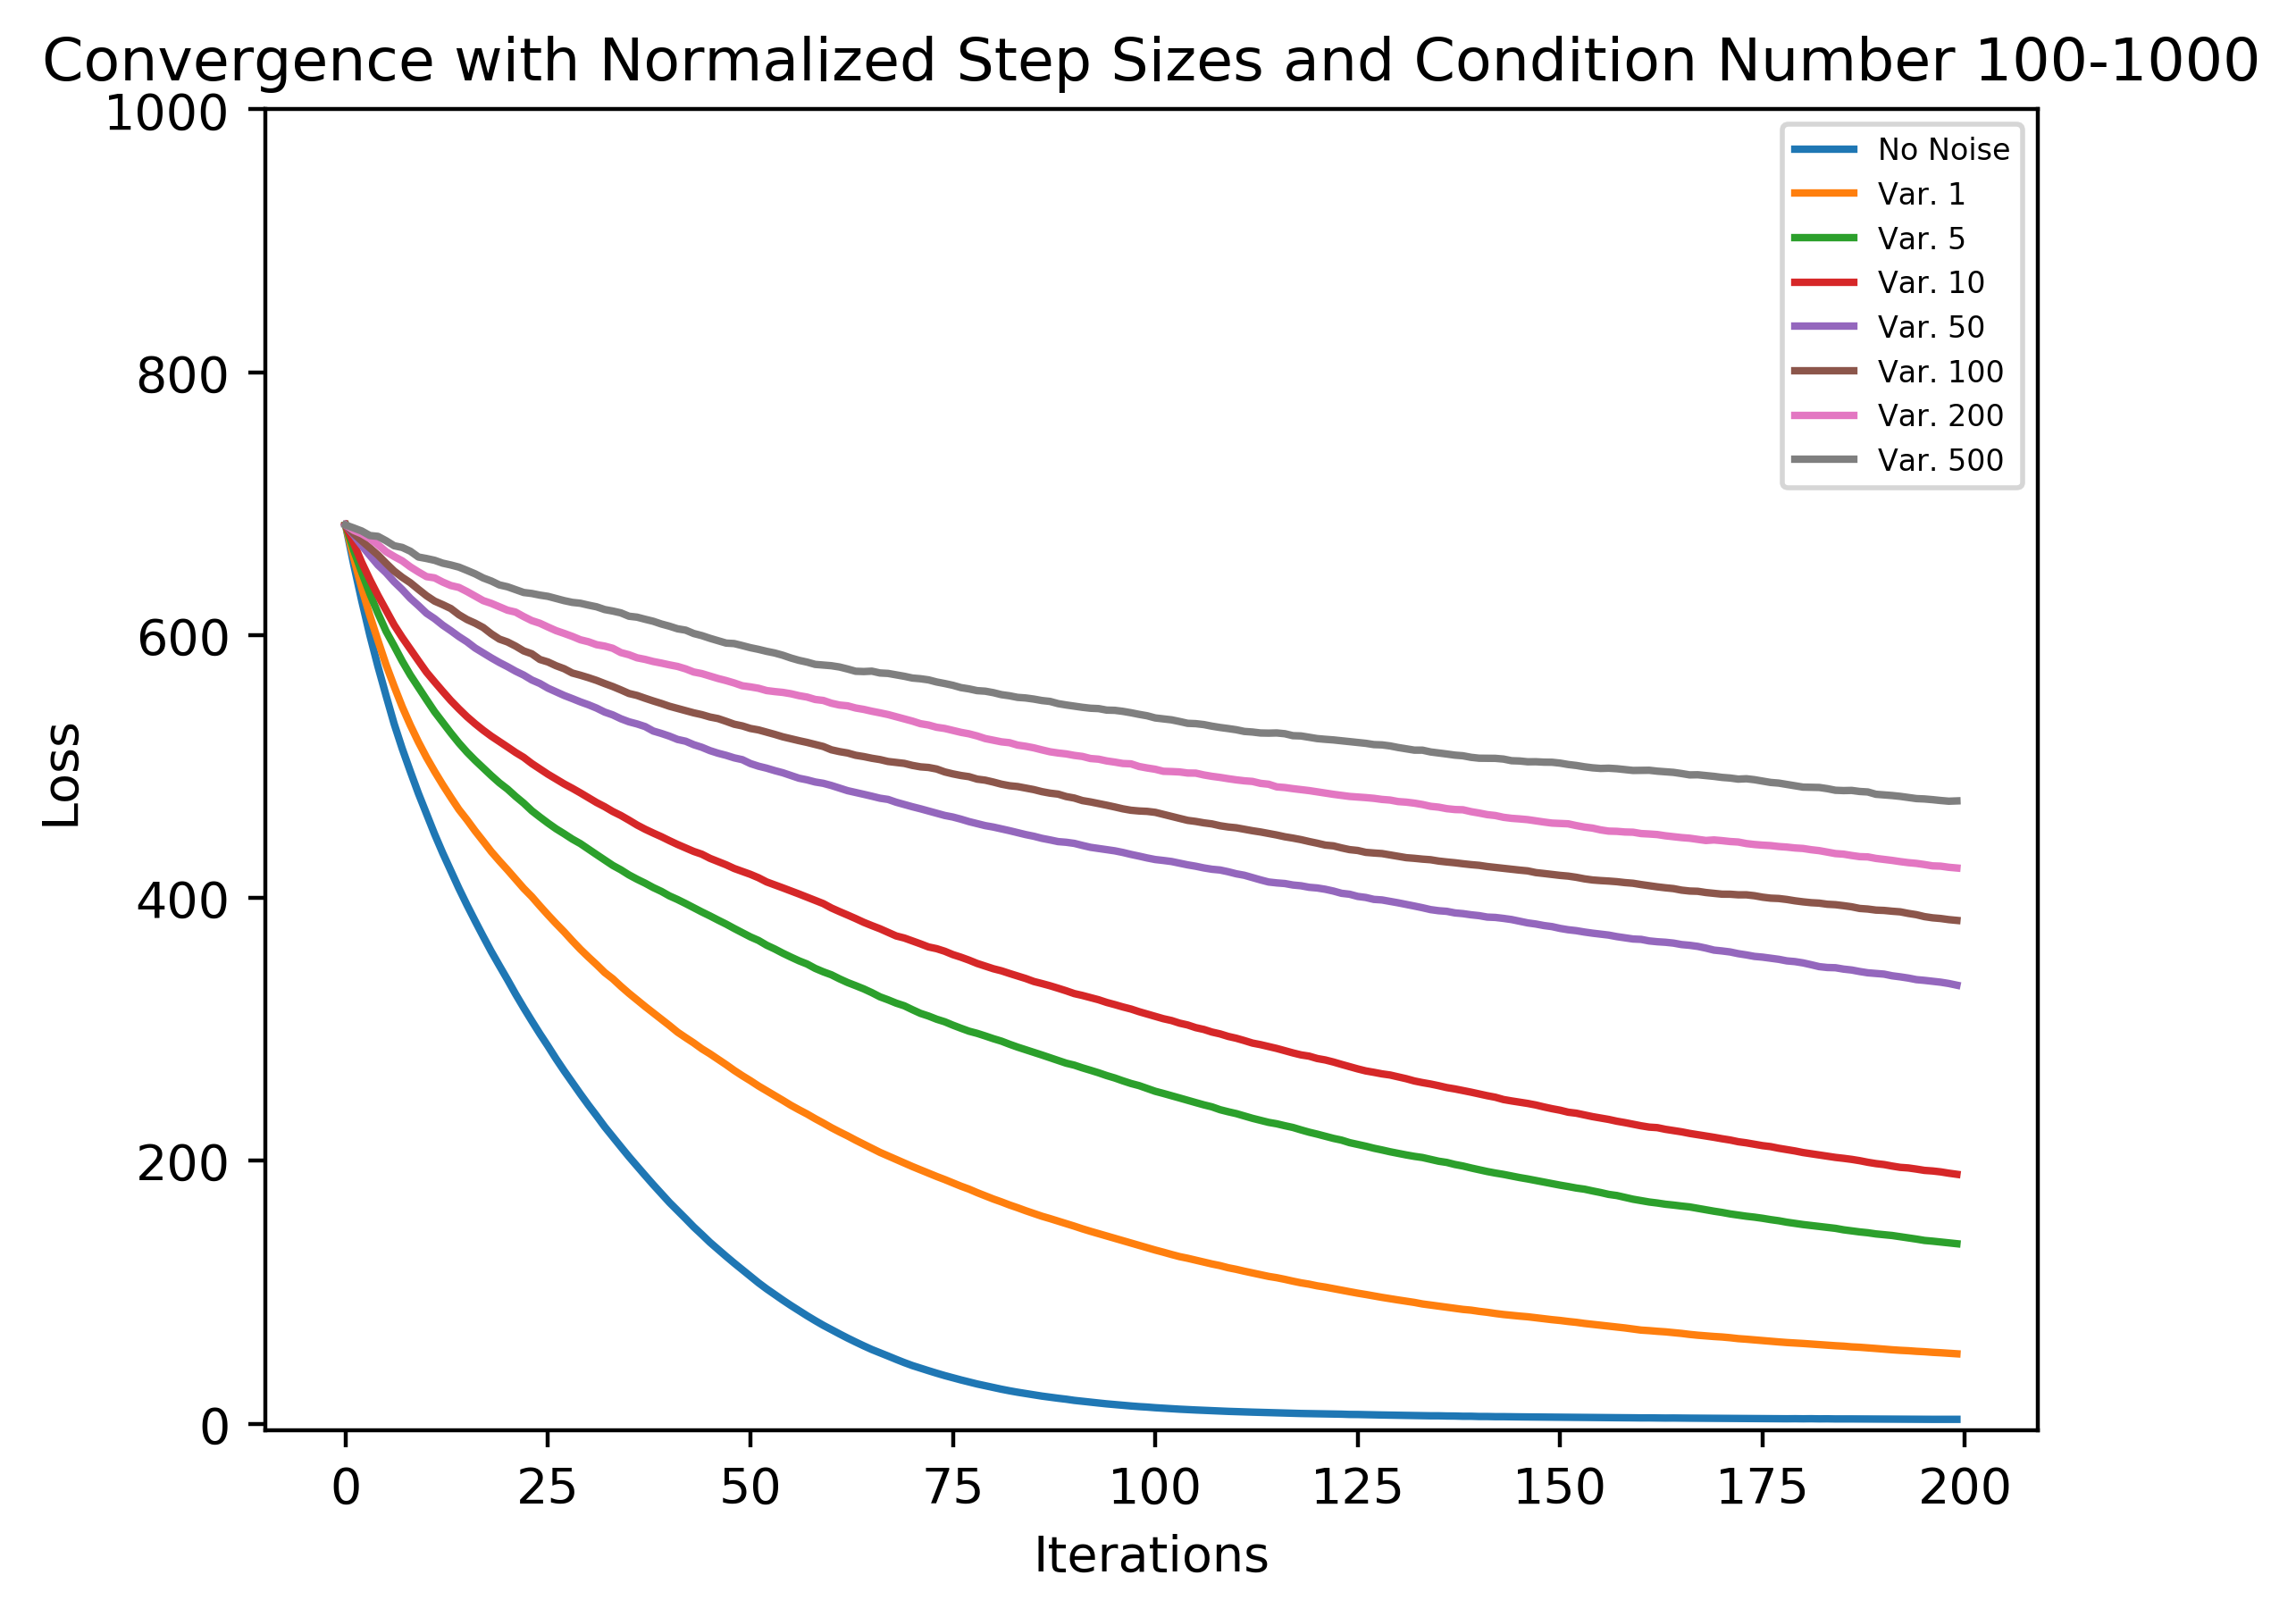 Convergence with Normalized Step Sizes and Condition Number 100-1000
1000
800
600
400
200
0
Loss
No Noise
Var. 1
Var. 5
Var. 10
Var. 50
Var. 100
Var. 200
Var. 500
0 25 50 75 100 125 150 175 200
Iterations